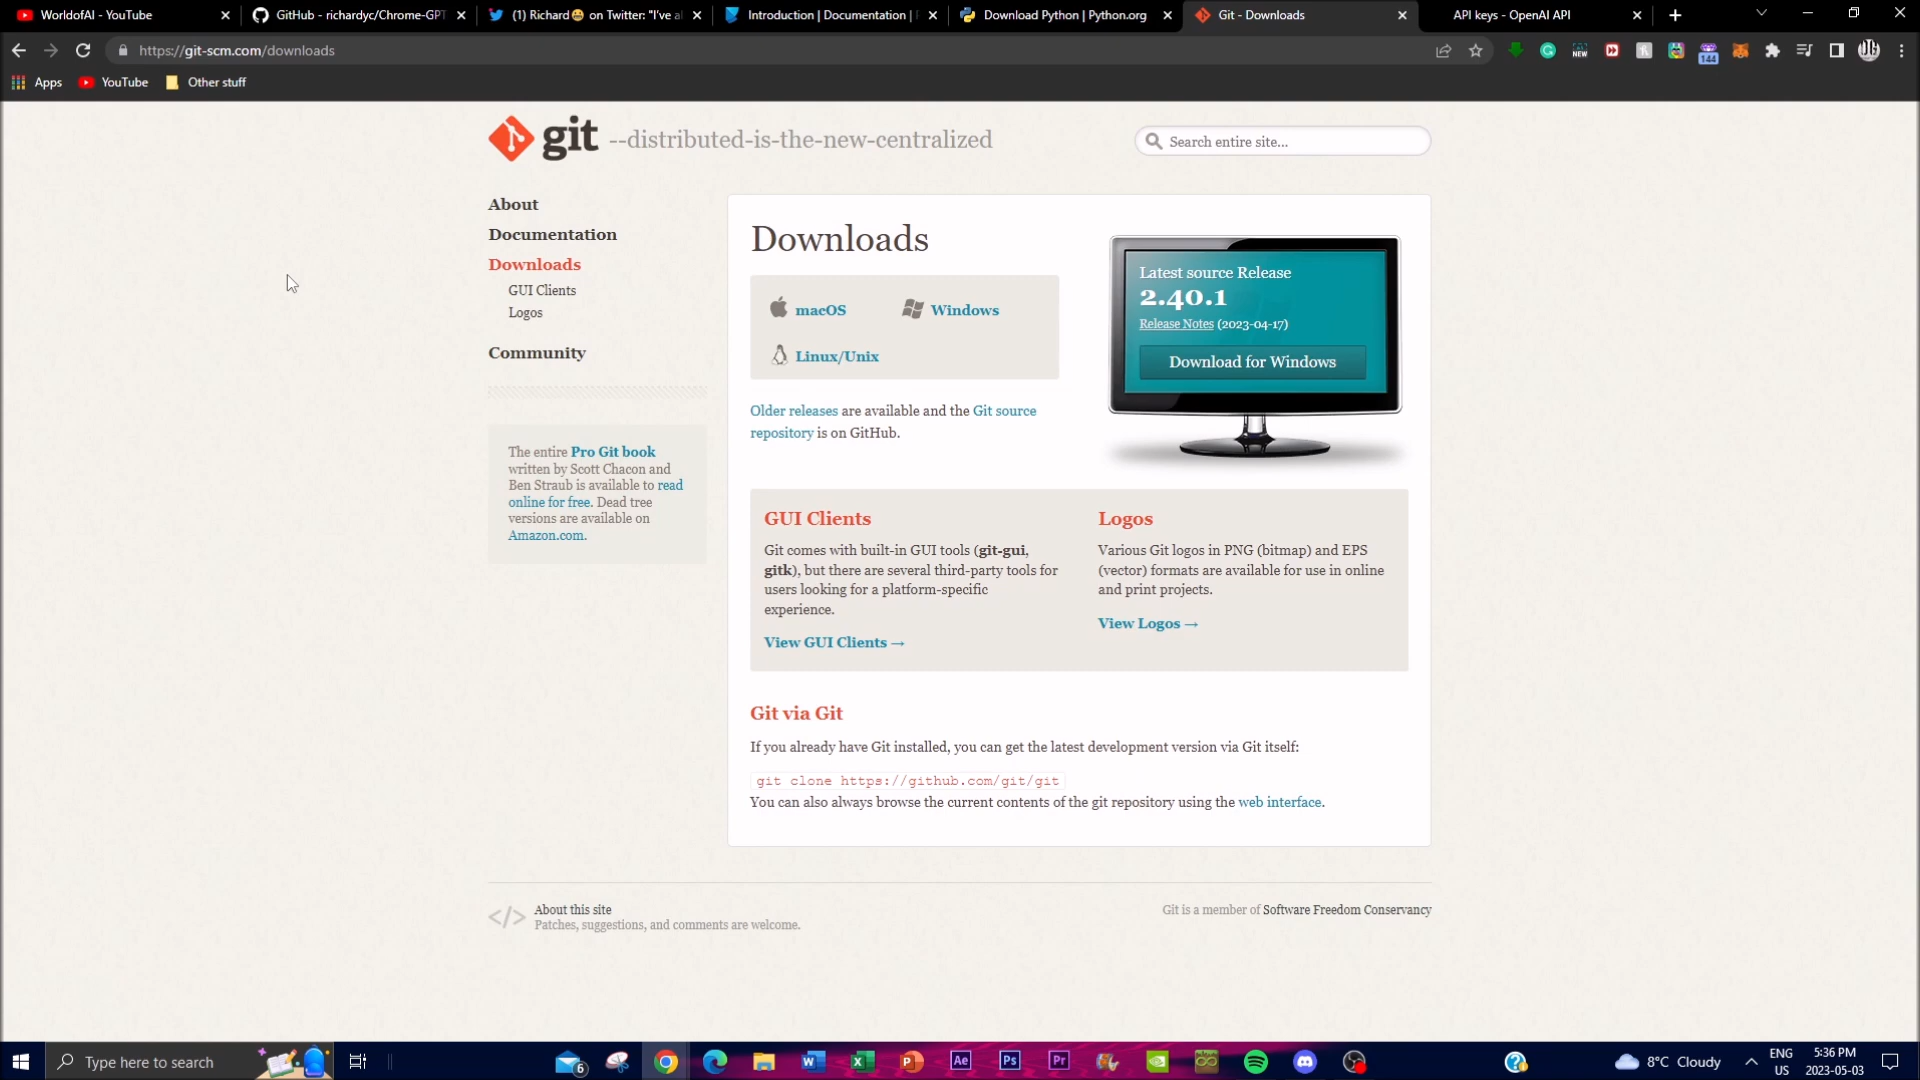 WorldofAI - YouTube
GitHub - richardyc/Chrome-GPT
(1) Richard😀 on Twitter: "I've al
Introduction | Documentation |
Download Python | Python.org
Git - Downloads
API keys - OpenAI API
https://git-scm.com/downloads
NEW
144
Apps
YouTube
Other stuff
git --distributed-is-the-new-centralized
Search entire site...
About
Documentation
Downloads
GUI Clients
Logos
Community
The entire Pro Git book
written by Scott Chacon and
Ben Straub is available to read
online for free. Dead tree
versions are available on
Amazon.com.
Downloads
macOS
Windows
Linux/Unix
Older releases are available and the Git source
repository is on GitHub.
Latest source Release
2.40.1
Release Notes (2023-04-17)
Download for Windows
GUI Clients
Git comes with built-in GUI tools (git-gui,
gitk), but there are several third-party tools for
users looking for a platform-specific
experience.
View GUI Clients →
Logos
Various Git logos in PNG (bitmap) and EPS
(vector) formats are available for use in online
and print projects.
View Logos →
Git via Git
If you already have Git installed, you can get the latest development version via Git itself:
git clone https://github.com/git/git
You can also always browse the current contents of the git repository using the web interface.
</> About this site
Patches, suggestions, and comments are welcome.
Git is a member of Software Freedom Conservancy
Type here to search
6
Ae
Ps
Pr
8°C Cloudy
ENG
US
5:36 PM
2023-05-03